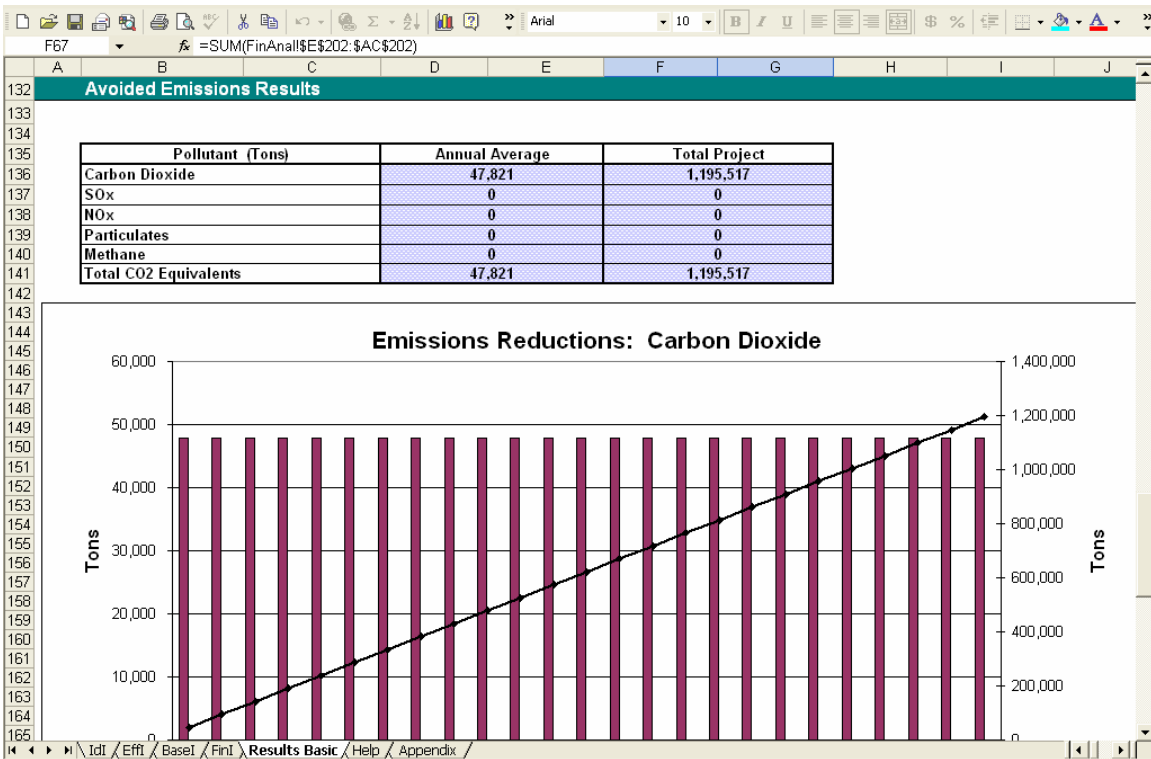 Arial 10 B I U $ %
F67 fx =SUM(FinAnal!$E$202:$AC$202)
A B C D E F G H I J
132 Avoided Emissions Results
133
134
135 Pollutant (Tons) Annual Average Total Project
136 Carbon Dioxide 47,821 1,195,517
137 SOx 0 0
138 NOx 0 0
139 Particulates 0 0
140 Methane 0 0
141 Total CO2 Equivalents 47,821 1,195,517
142
143
144
145
146
147
148
149
150
151
152
153
154
155
156
157
158
159
160
161
162
163
164
165
Emissions Reductions: Carbon Dioxide
60,000
50,000
40,000
30,000
20,000
10,000
0
Tons
1,400,000
1,200,000
1,000,000
800,000
600,000
400,000
200,000
0
Tons
IdI EffI BaseI FinI Results Basic Help Appendix